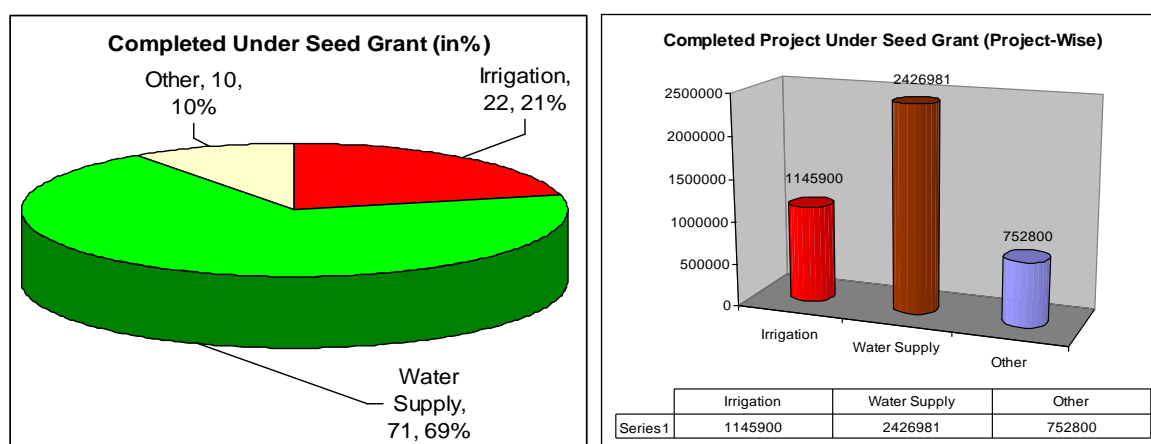 Completed Under Seed Grant (in%)
Other, 10,
10%
Irrigation,
22, 21%
Water
Supply,
71, 69%
Completed Project Under Seed Grant (Project-Wise)
2500000
2000000
1500000
1000000
500000
0
1145900
2426981
752800
Irrigation
Water Supply
Other
Irrigation Water Supply Other
Series1 1145900 2426981 752800